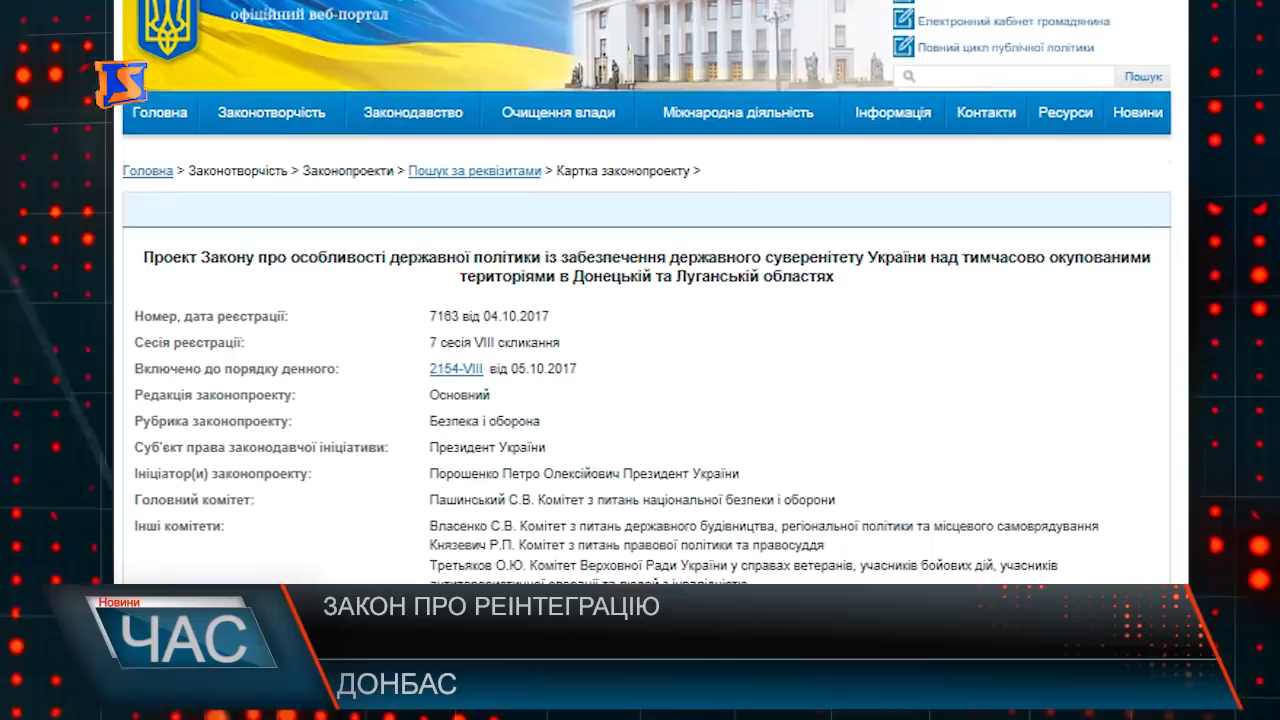 офіційний веб-портал
Електронний кабінет громадянина
Повний цикл публічної політики
Пошук
Головна Законотворчість Законодавство Очищення влади Міжнародна діяльність Інформація Контакти Ресурси Новини
Головна > Законотворчість > Законопроекти > Пошук за реквізитами > Картка законопроекту >
Проект Закону про особливості державної політики із забезпечення державного суверенітету України над тимчасово окупованими
територіями в Донецькій та Луганській областях
Номер, дата реєстрації: 7163 від 04.10.2017
Сесія реєстрації: 7 сесія VIII скликання
Включено до порядку денного: 2154-VIII від 05.10.2017
Редакція законопроекту: Основний
Рубрика законопроекту: Безпека і оборона
Суб'єкт права законодавчої ініціативи: Президент України
Ініціатор(и) законопроекту: Порошенко Петро Олексійович Президент України
Головний комітет: Пашинський С.В. Комітет з питань національної безпеки і оборони
Інші комітети: Власенко С.В. Комітет з питань державного будівництва, регіональної політики та місцевого самоврядування
Князевич Р.П. Комітет з питань правової політики та правосуддя
Третьяков О.Ю. Комітет Верховної Ради України у справах ветеранів, учасників бойових дій, учасників
антитерористичної операції та людей з інвалідністю
Новини
ЧАС
ЗАКОН ПРО РЕІНТЕГРАЦІЮ
ДОНБАС